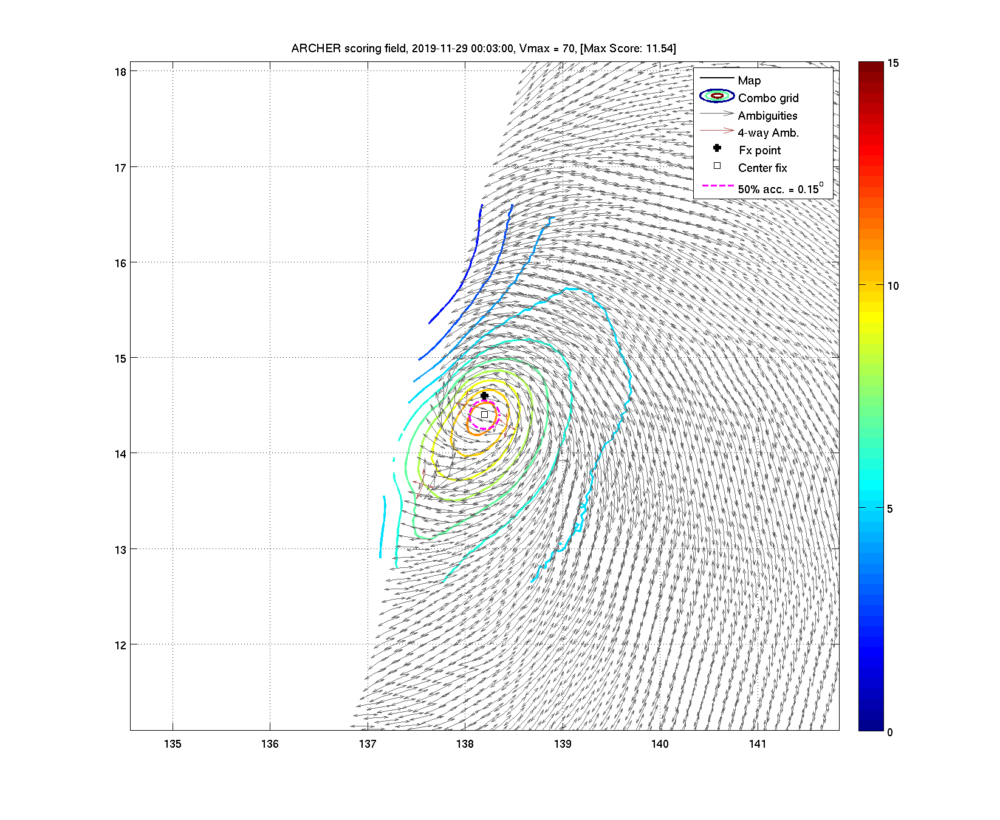 ARCHER scoring field, 2019-11-29 00:03:00, Vmax = 70, [Max Score: 11.54]
Map
Combo grid
Ambiguities
4-way Amb.
Fx point
Center fix
50% acc. = 0.15°
18
17
16
15
14
13
12
135
136
137
138
139
140
141
15
10
5
0